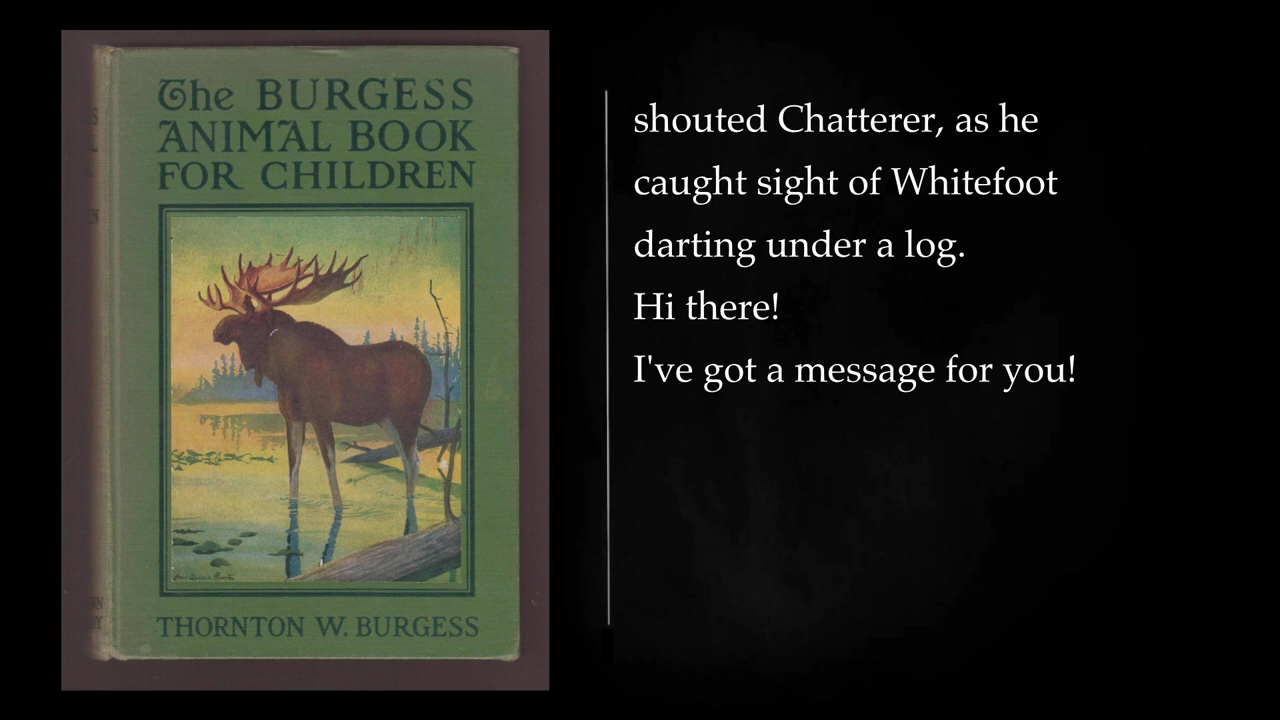 The BURGESS
ANIMAL BOOK
FOR CHILDREN
THORNTON W. BURGESS
shouted Chatterer, as he
caught sight of Whitefoot
darting under a log.
Hi there!
I've got a message for you!